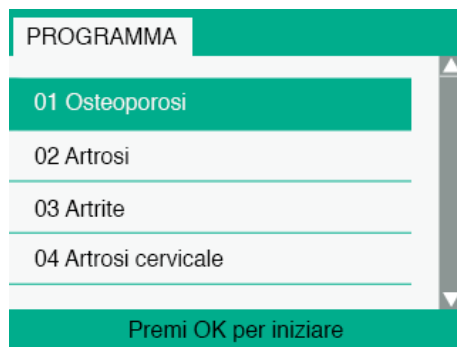 PROGRAMMA
01 Osteoporosi
02 Artrosi
03 Artrite
04 Artrosi cervicale
Premi OK per iniziare